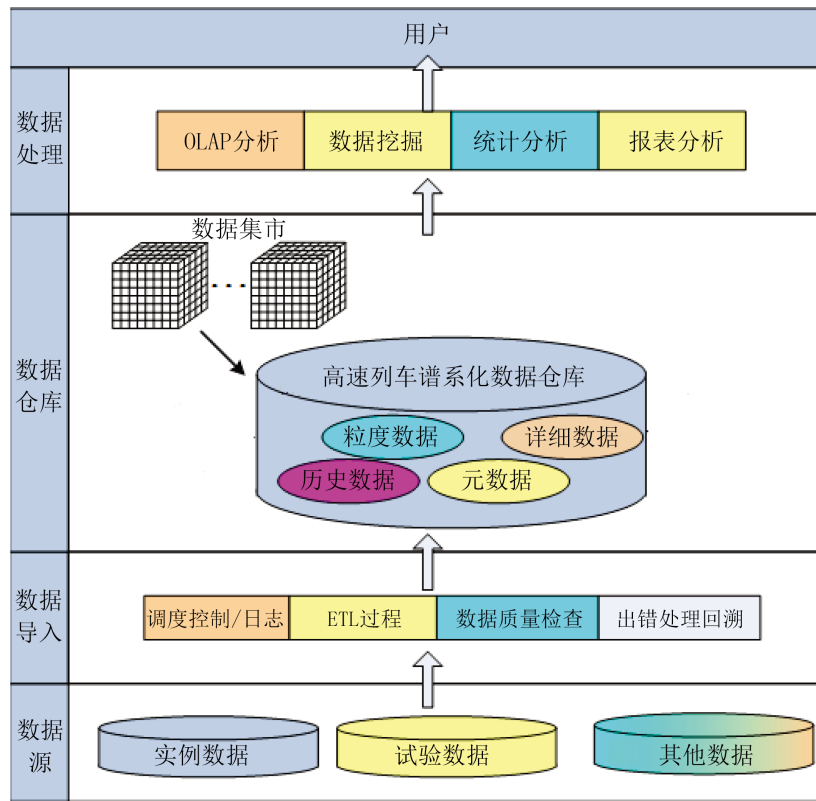 用户
数据
处理
OLAP分析 数据挖掘 统计分析 报表分析
数据
仓库
数据集市
高速列车谱系化数据仓库
粒度数据 详细数据
历史数据 元数据
数据
导入
调度控制/日志 ETL过程 数据质量检查 出错处理回溯
数据
源
实例数据 试验数据 其他数据